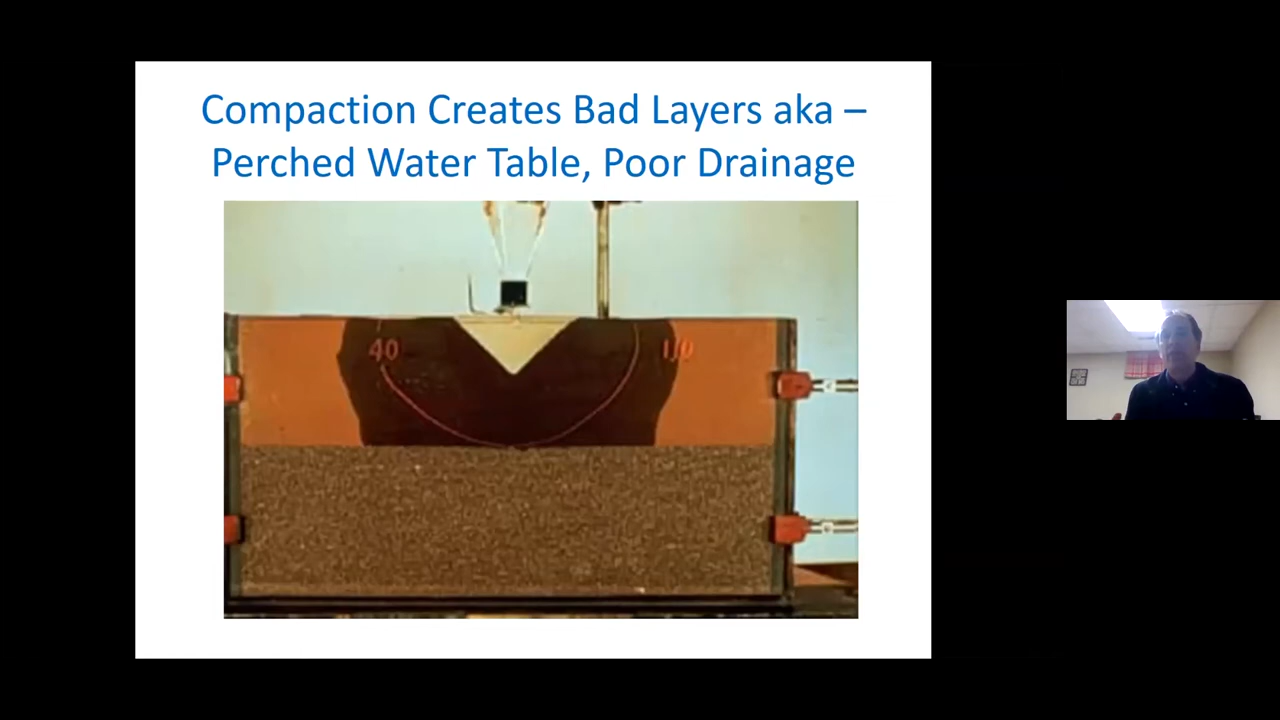 Compaction Creates Bad Layers aka –
Perched Water Table, Poor Drainage
40
110